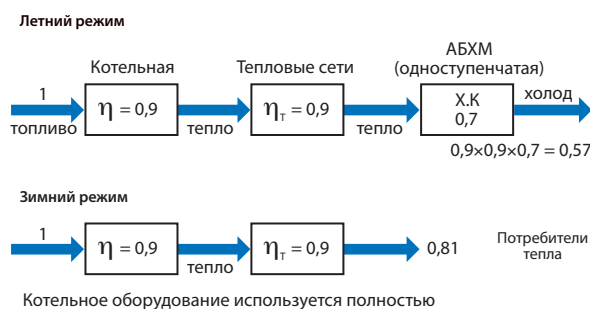 Летний режим
АБХМ
Котельная Тепловые сети (одноступенчатая)
1 η = 0,9 ηт = 0,9 Х.К холод
топливо тепло тепло 0,7
0,9×0,9×0,7 = 0,57
Зимний режим
1 η = 0,9 тепло ηт = 0,9 0,81 Потребители
тепла
Котельное оборудование используется полностью